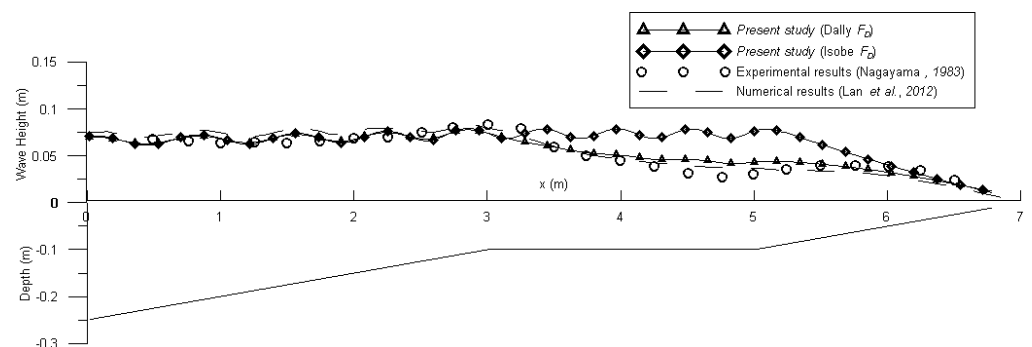 Present study (Dally F_D)
Present study (Isobe F_D)
Experimental results (Nagayama , 1983)
Numerical results (Lan et al., 2012)
0.15
0.1
0.05
0
Wave Height (m)
x (m)
0 1 2 3 4 5 6 7
-0.1
-0.2
-0.3
Depth (m)